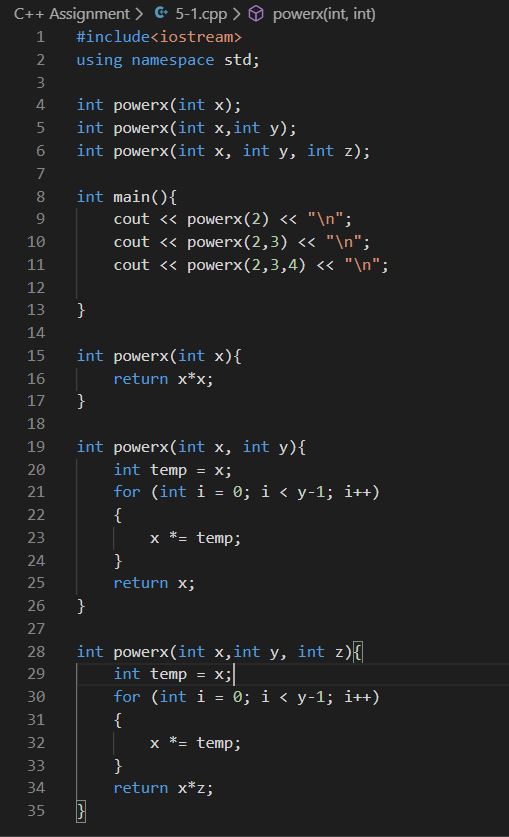 C++ Assignment > 5-1.cpp > powerx(int, int)
1 #include<iostream>
2 using namespace std;
3
4 int powerx(int x);
5 int powerx(int x,int y);
6 int powerx(int x, int y, int z);
7
8 int main(){
9     cout << powerx(2) << "\n";
10     cout << powerx(2,3) << "\n";
11     cout << powerx(2,3,4) << "\n";
12
13 }
14
15 int powerx(int x){
16     return x*x;
17 }
18
19 int powerx(int x, int y){
20     int temp = x;
21     for (int i = 0; i < y-1; i++)
22     {
23         x *= temp;
24     }
25     return x;
26 }
27
28 int powerx(int x,int y, int z){
29     int temp = x;
30     for (int i = 0; i < y-1; i++)
31     {
32         x *= temp;
33     }
34     return x*z;
35 }